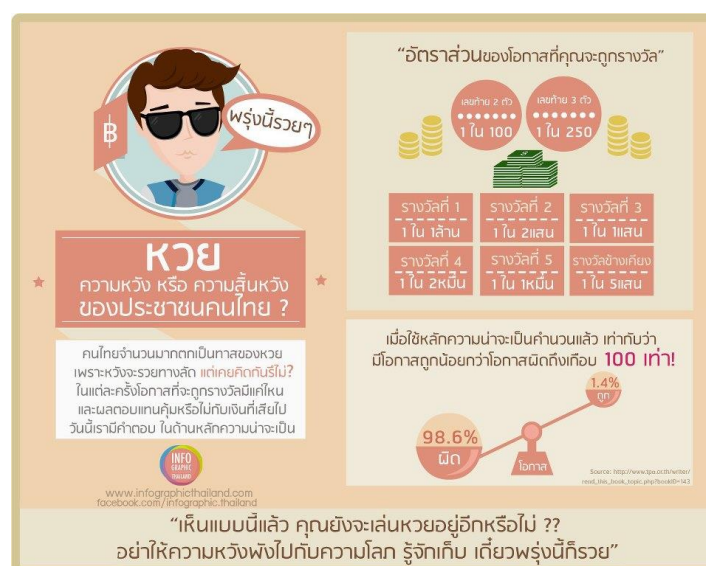 ฿
พรุ่งนี้รวยๆ
หวย
ความหวัง หรือ ความสิ้นหวัง
ของประชาชนคนไทย ?
คนไทยจำนวนมากตกเป็นทาสของหวย
เพราะหวังจะรวยทางลัด แต่เคยคิดกันรึไม่?
ในแต่ละครั้งโอกาสที่จะถูกรางวัลมีแค่ไหน
และผลตอบแทนคุ้มหรือไม่กับเงินที่เสียไป
วันนี้เรามีคำตอบ ในด้านหลักความน่าจะเป็น
INFO
GRAPHIC
THAILAND
www.infographicthailand.com
facebook.com/infographic.thailand
“อัตราส่วนของโอกาสที่คุณจะถูกรางวัล”
เลขท้าย 2 ตัว
1 ใน 100
เลขท้าย 3 ตัว
1 ใน 250
รางวัลที่ 1
1 ใน 1ล้าน
รางวัลที่ 2
1 ใน 2แสน
รางวัลที่ 3
1 ใน 1แสน
รางวัลที่ 4
1 ใน 2หมื่น
รางวัลที่ 5
1 ใน 1หมื่น
รางวัลข้างเคียง
1 ใน 5แสน
เมื่อใช้หลักความน่าจะเป็นคำนวนแล้ว เท่ากับว่า
มีโอกาสถูกน้อยกว่าโอกาสผิดถึงเกือบ 100 เท่า!
1.4%
ถูก
98.6%
ผิด
โอกาส
Source: http://www.tpa.or.th/writer/
read_this_book_topic.php?bookID=143
“เห็นแบบนี้แล้ว คุณยังจะเล่นหวยอยู่อีกหรือไม่ ??
อย่าให้ความหวังพังไปกับความโลภ รู้จักเก็บ เดี๋ยวพรุ่งนี้ก็รวย”